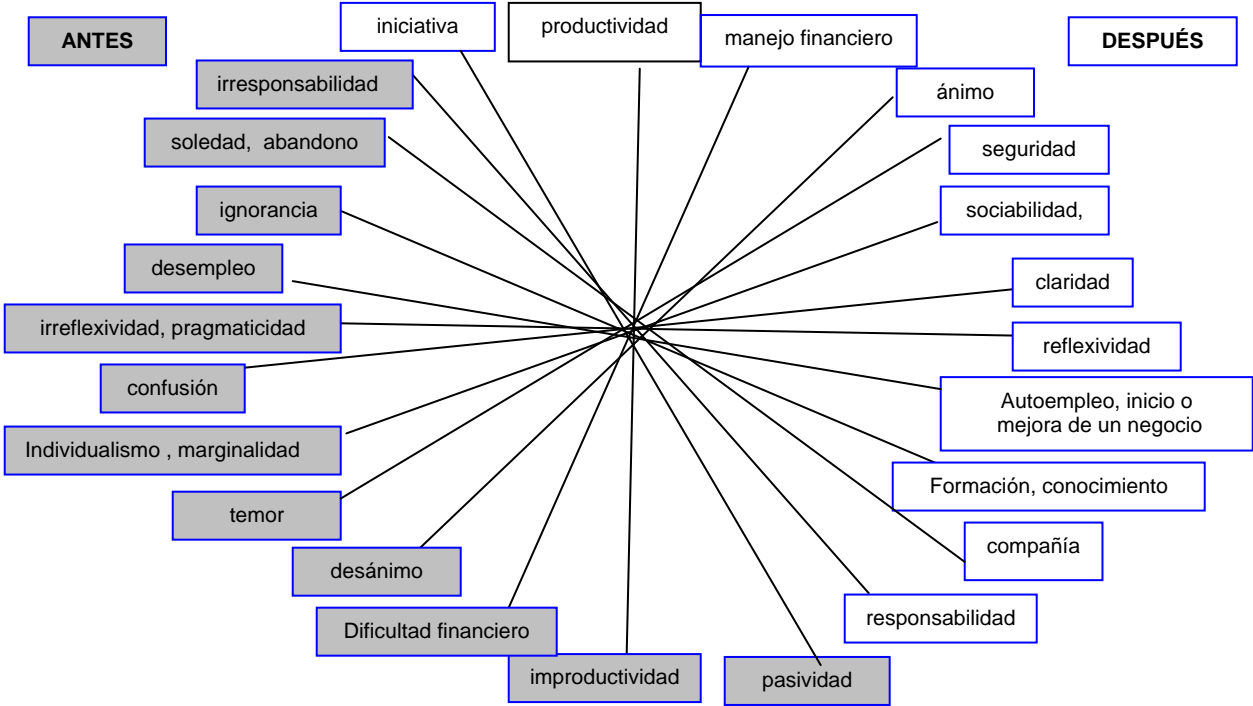 ANTES
iniciativa
productividad
manejo financiero
DESPUÉS
irresponsabilidad
ánimo
soledad, abandono
seguridad
ignorancia
sociabilidad,
desempleo
claridad
irreflexividad, pragmaticidad
reflexividad
confusión
Autoempleo, inicio o
mejora de un negocio
Individualismo , marginalidad
Formación, conocimiento
temor
compañía
desánimo
responsabilidad
Dificultad financiero
improductividad
pasividad